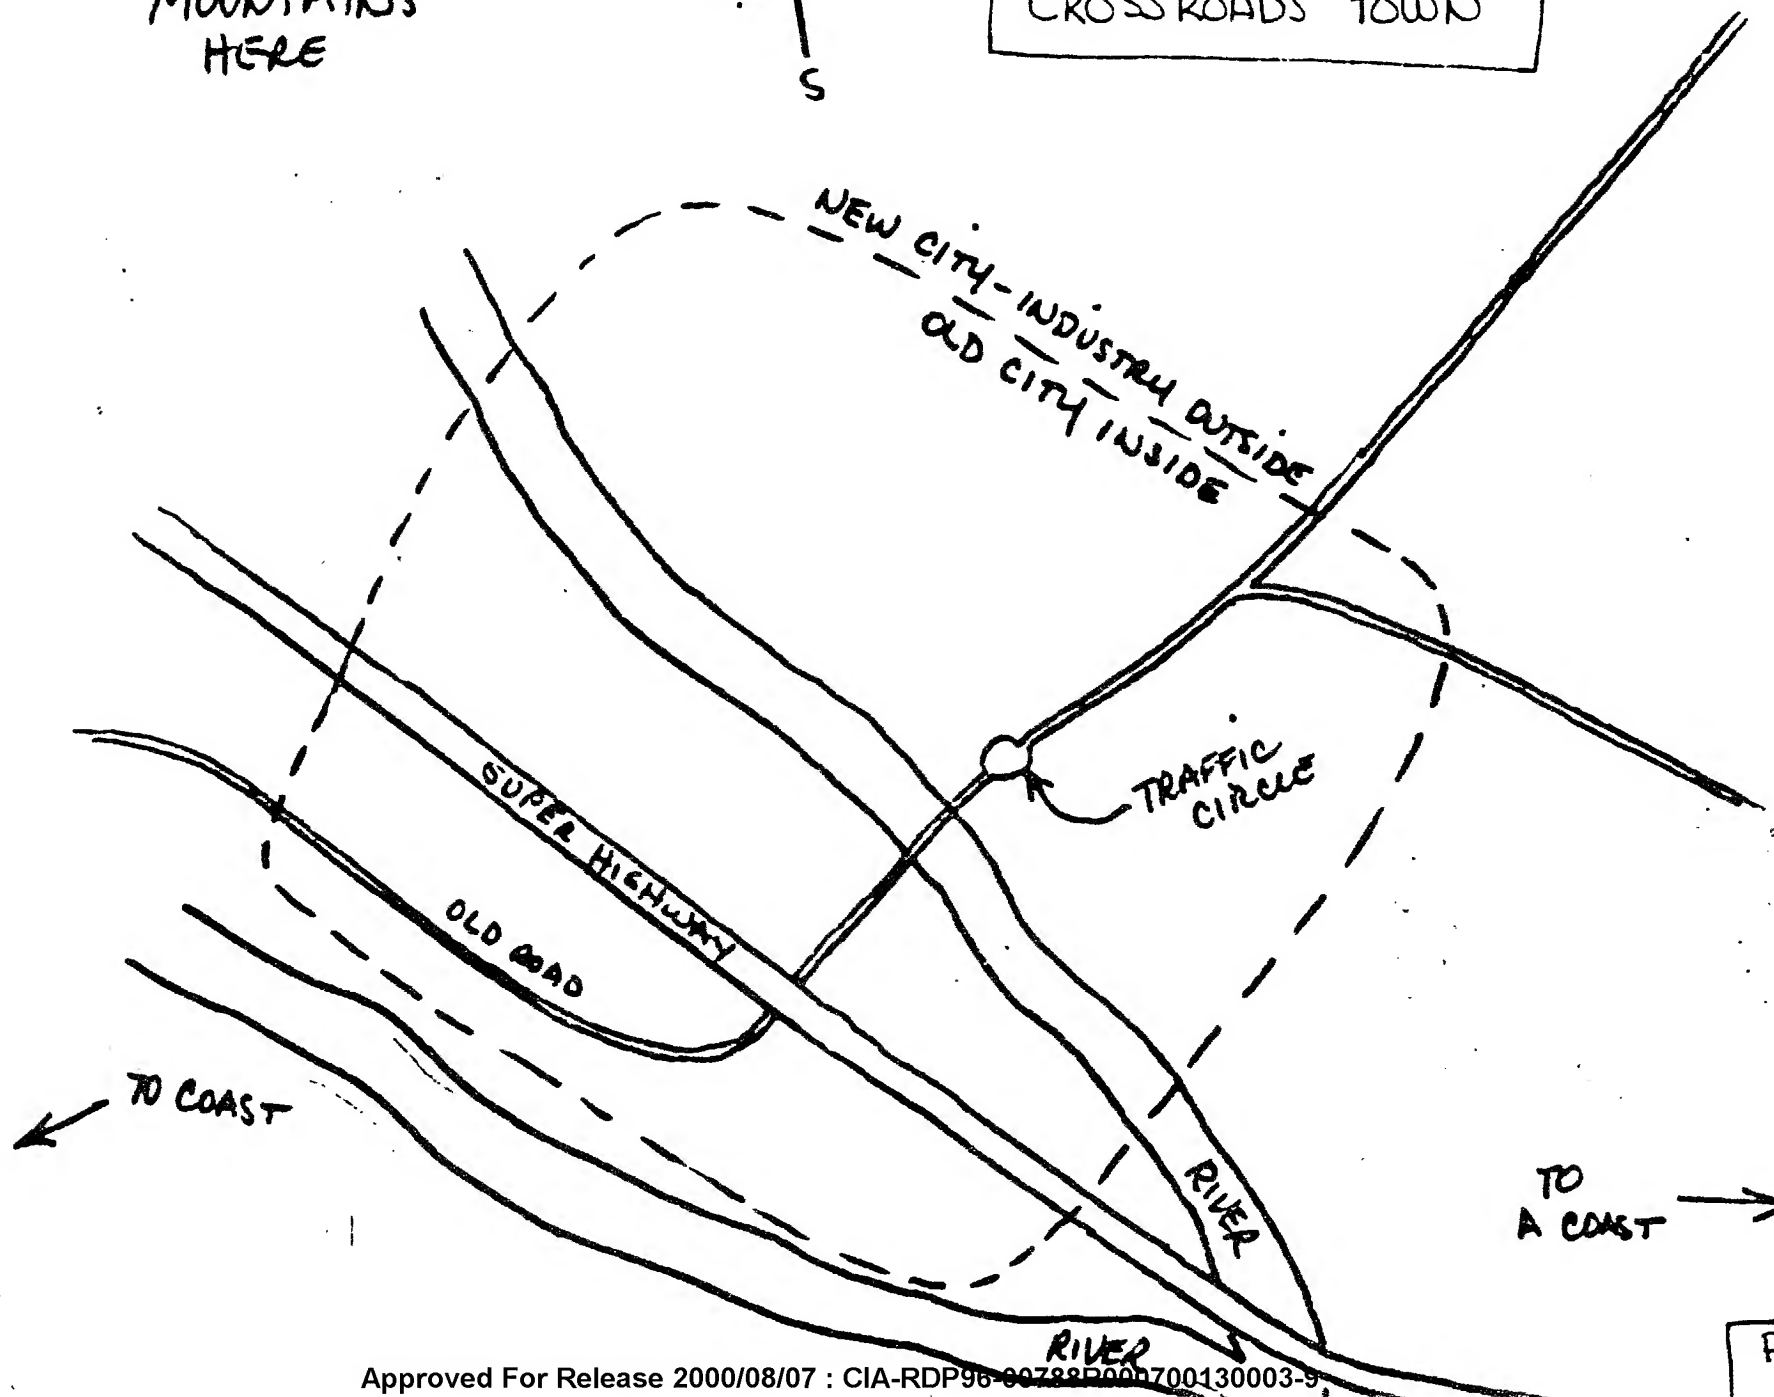 MOUNTAINS
HERE
S
CROSSROADS TOWN
NEW CITY - INDUSTRY OUTSIDE
OLD CITY INSIDE
TRAFFIC
CIRCLE
SUPER HIGHWAY
OLD ROAD
TO COAST
RIVER
TO
A COAST
RIVER
Approved For Release 2000/08/07 : CIA-RDP96-00788R000700130003-9